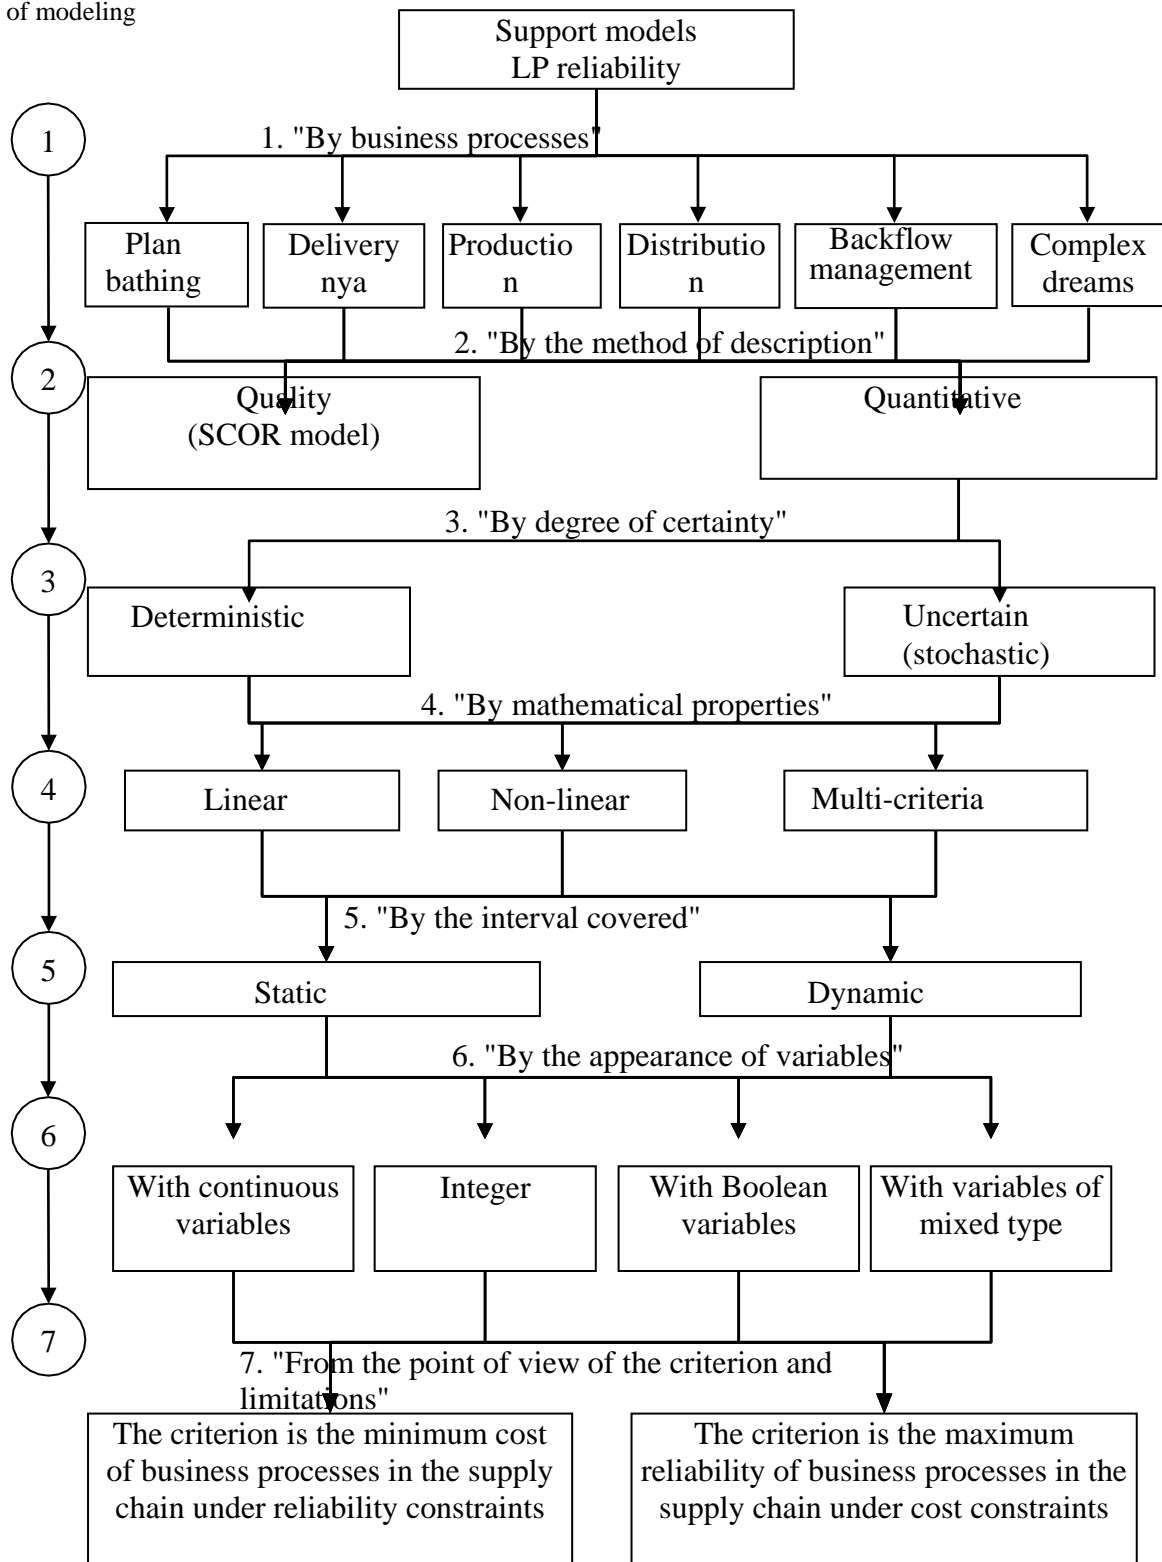 of modeling
Support models
LP reliability
1
1. "By business processes"
Plan
bathing
Delivery
nya
Productio
n
Distributio
n
Backflow
management
Complex
dreams
2. "By the method of description"
2
Quality
(SCOR model)
Quantitative
3. "By degree of certainty"
3
Deterministic
Uncertain
(stochastic)
4. "By mathematical properties"
4
Linear
Non-linear
Multi-criteria
5. "By the interval covered"
5
Static
Dynamic
6. "By the appearance of variables"
6
With continuous
variables
Integer
With Boolean
variables
With variables of
mixed type
7
7. "From the point of view of the criterion and
limitations"
The criterion is the minimum cost
of business processes in the supply
chain under reliability constraints
The criterion is the maximum
reliability of business processes in the
supply chain under cost constraints